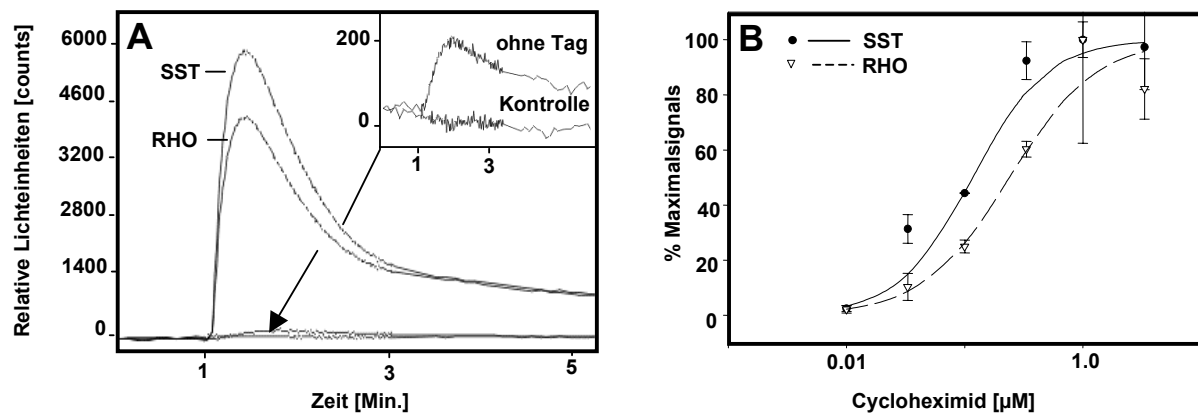 A
Relative Lichteinheiten [counts]
6000
4600
3200
2800
1400
0
SST
RHO
1
3
5
Zeit [Min.]
200
0
ohne Tag
Kontrolle
1
3
B
SST
RHO
% Maximalsignals
100
80
60
40
20
0
0.01
1.0
Cycloheximid [µM]